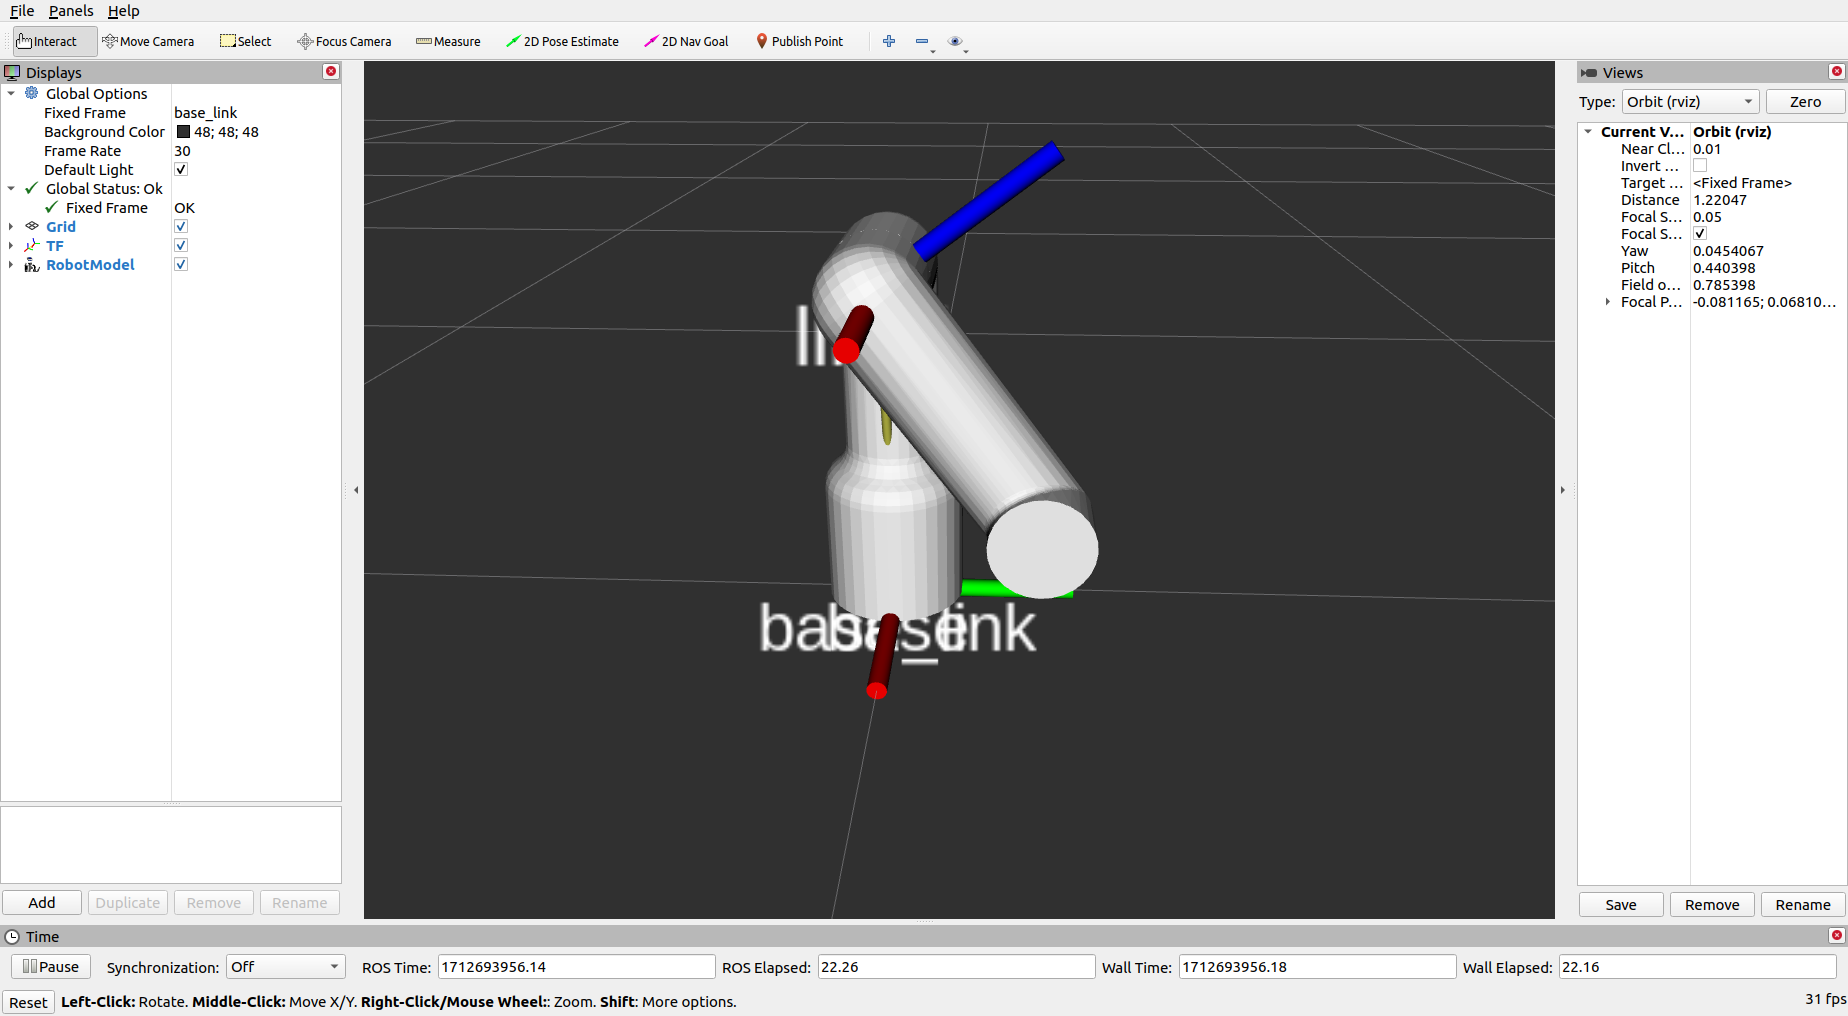 File Panels Help
Interact Move Camera Select Focus Camera Measure 2D Pose Estimate 2D Nav Goal Publish Point
Displays
Global Options
Fixed Frame base_link
Background Color 48; 48; 48
Frame Rate 30
Default Light
Global Status: Ok
Fixed Frame OK
Grid
TF
RobotModel
Add Duplicate Remove Rename
base_link
Views
Type: Orbit (rviz) Zero
Current V... Orbit (rviz)
Near Cl... 0.01
Invert ...
Target ... <Fixed Frame>
Distance 1.22047
Focal S... 0.05
Focal S...
Yaw 0.0454067
Pitch 0.440398
Field o... 0.785398
Focal P... -0.081165; 0.06810...
Save Remove Rename
Time
Pause Synchronization: Off ROS Time: 1712693956.14 ROS Elapsed: 22.26 Wall Time: 1712693956.18 Wall Elapsed: 22.16
Reset Left-Click: Rotate. Middle-Click: Move X/Y. Right-Click/Mouse Wheel:: Zoom. Shift: More options. 31 fps